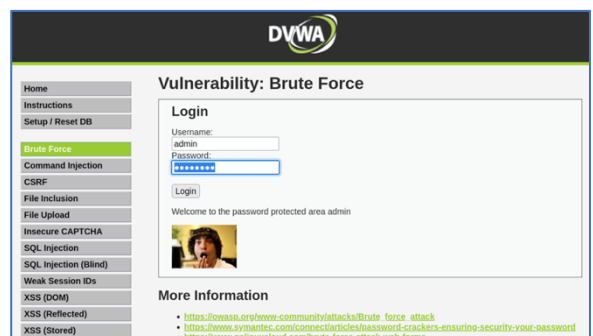 DVWA
Home
Instructions
Setup / Reset DB
Brute Force
Command Injection
CSRF
File Inclusion
File Upload
Insecure CAPTCHA
SQL Injection
SQL Injection (Blind)
Weak Session IDs
XSS (DOM)
XSS (Reflected)
XSS (Stored)
Vulnerability: Brute Force
Login
Username:
admin
Password:
Login
Welcome to the password protected area admin
More Information
https://owasp.org/www-community/attacks/Brute_force_attack
https://www.symantec.com/connect/articles/password-crackers-ensuring-security-your-password